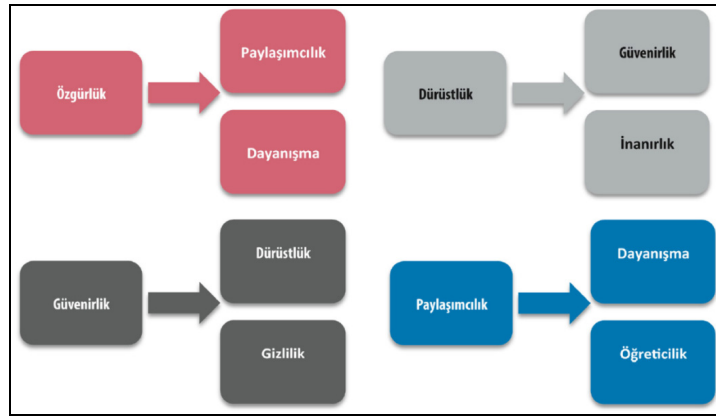 Özgürlük
Paylaşımcılık
Dayanışma
Dürüstlük
Güvenirlik
İnanırlık
Güvenirlik
Dürüstlük
Gizlilik
Paylaşımcılık
Dayanışma
Öğreticilik